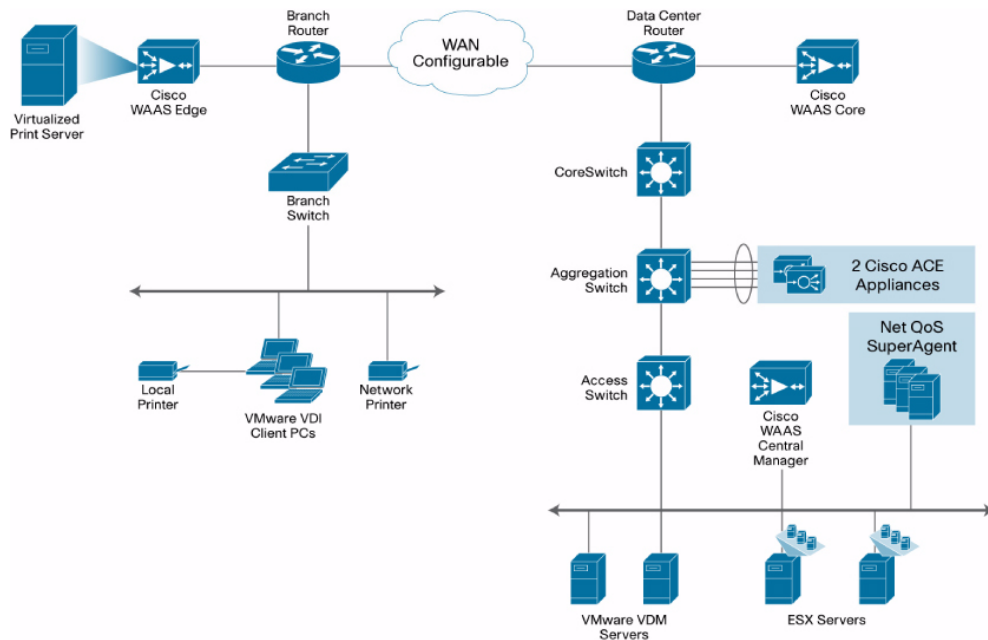 Branch
Router
WAN
Configurable
Data Center
Router
Virtualized
Print Server
Cisco
WAAS Edge
Cisco
WAAS Core
CoreSwitch
Branch
Switch
Aggregation
Switch
2 Cisco ACE
Appliances
Net QoS
SuperAgent
Local
Printer
VMware VDI
Client PCs
Network
Printer
Access
Switch
Cisco
WAAS
Central
Manager
VMware VDM
Servers
ESX Servers